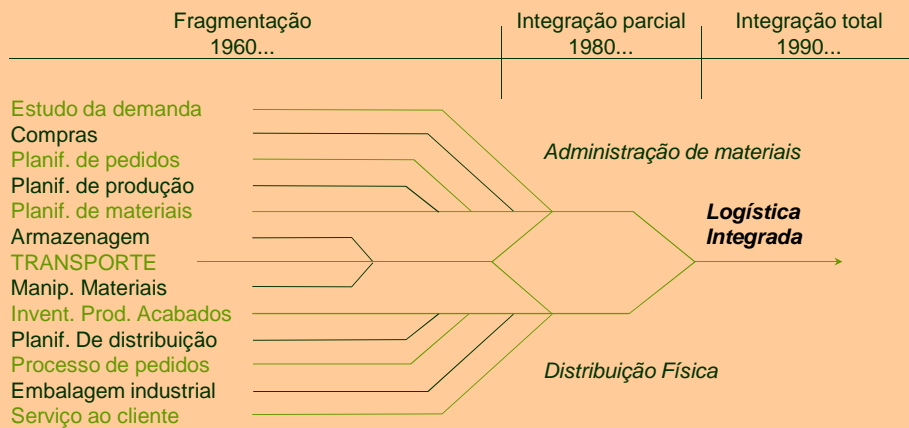 Fragmentação
1960...
Integração parcial
1980...
Integração total
1990...
Estudo da demanda
Compras
Planif. de pedidos
Planif. de produção
Planif. de materiais
Armazenagem
TRANSPORTE
Manip. Materiais
Invent. Prod. Acabados
Planif. De distribuição
Processo de pedidos
Embalagem industrial
Serviço ao cliente
Administração de materiais
Logística
Integrada
Distribuição Física